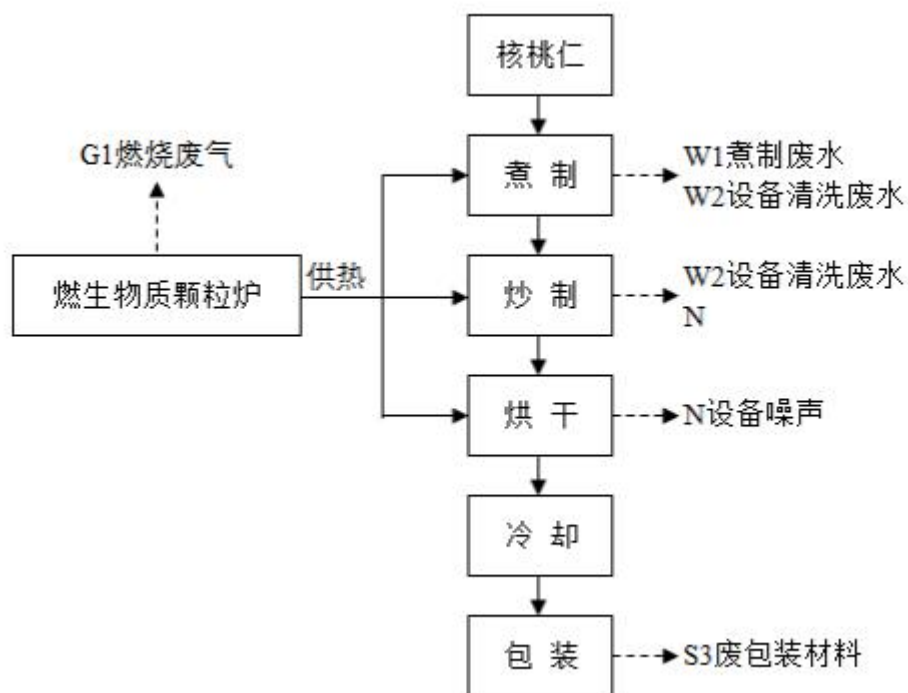 核桃仁
G1燃烧废气
煮 制
W1煮制废水
W2设备清洗废水
燃生物质颗粒炉
供热
炒 制
W2设备清洗废水
N
烘 干
N设备噪声
冷 却
包 装
S3废包装材料